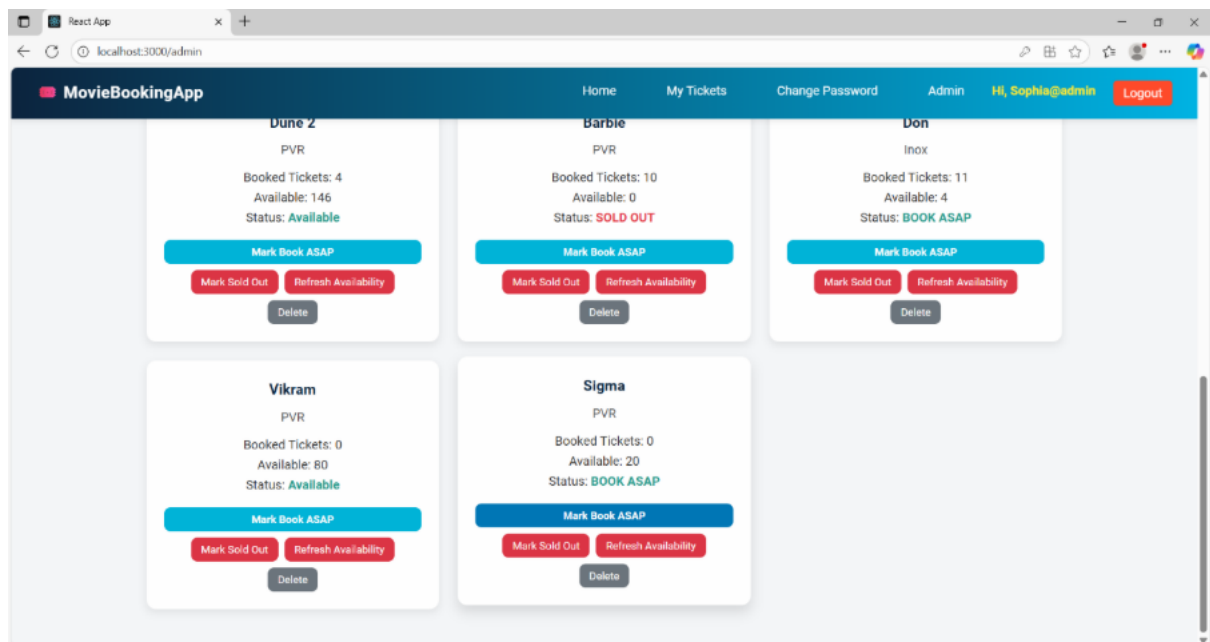 React App
localhost:3000/admin
MovieBookingApp
Home
My Tickets
Change Password
Admin
Hi, Sophia@admin
Logout
Dune 2
PVR
Booked Tickets: 4
Available: 146
Status: Available
Mark Book ASAP
Mark Sold Out
Refresh Availability
Delete
Barbie
PVR
Booked Tickets: 10
Available: 0
Status: SOLD OUT
Mark Book ASAP
Mark Sold Out
Refresh Availability
Delete
Don
Inox
Booked Tickets: 11
Available: 4
Status: BOOK ASAP
Mark Book ASAP
Mark Sold Out
Refresh Availability
Delete
Vikram
PVR
Booked Tickets: 0
Available: 80
Status: Available
Mark Book ASAP
Mark Sold Out
Refresh Availability
Delete
Sigma
PVR
Booked Tickets: 0
Available: 20
Status: BOOK ASAP
Mark Book ASAP
Mark Sold Out
Refresh Availability
Delete